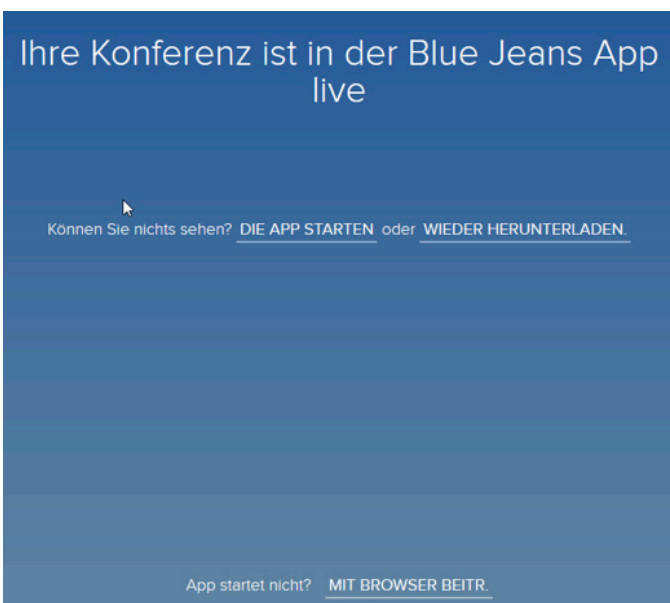 Ihre Konferenz ist in der Blue Jeans App
live
Können Sie nichts sehen? DIE APP STARTEN oder WIEDER HERUNTERLADEN.
App startet nicht? MIT BROWSER BEITR.